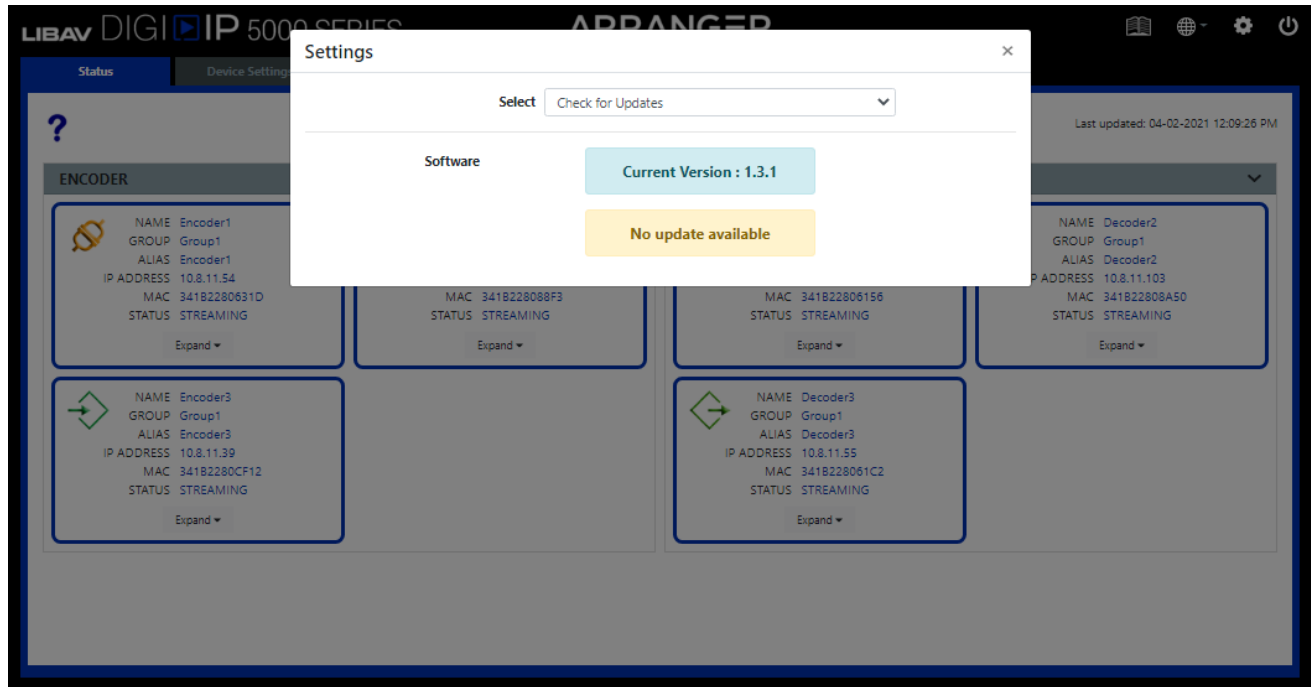 LIBAV DIGI IP 5000 SERIES
ARRANGER
Status
Device Settings
Settings
×
Select
Check for Updates
Software
Current Version : 1.3.1
No update available
?
Last updated: 04-02-2021 12:09:26 PM
ENCODER
NAME Encoder1
GROUP Group1
ALIAS Encoder1
IP ADDRESS 10.8.11.54
MAC 341B2280631D
STATUS STREAMING
Expand
MAC 341B228088F3
STATUS STREAMING
Expand
MAC 341B22806156
STATUS STREAMING
Expand
NAME Decoder2
GROUP Group1
ALIAS Decoder2
P ADDRESS 10.8.11.103
MAC 341B22808A50
STATUS STREAMING
Expand
NAME Encoder3
GROUP Group1
ALIAS Encoder3
IP ADDRESS 10.8.11.39
MAC 341B2280CF12
STATUS STREAMING
Expand
NAME Decoder3
GROUP Group1
ALIAS Decoder3
IP ADDRESS 10.8.11.55
MAC 341B228061C2
STATUS STREAMING
Expand